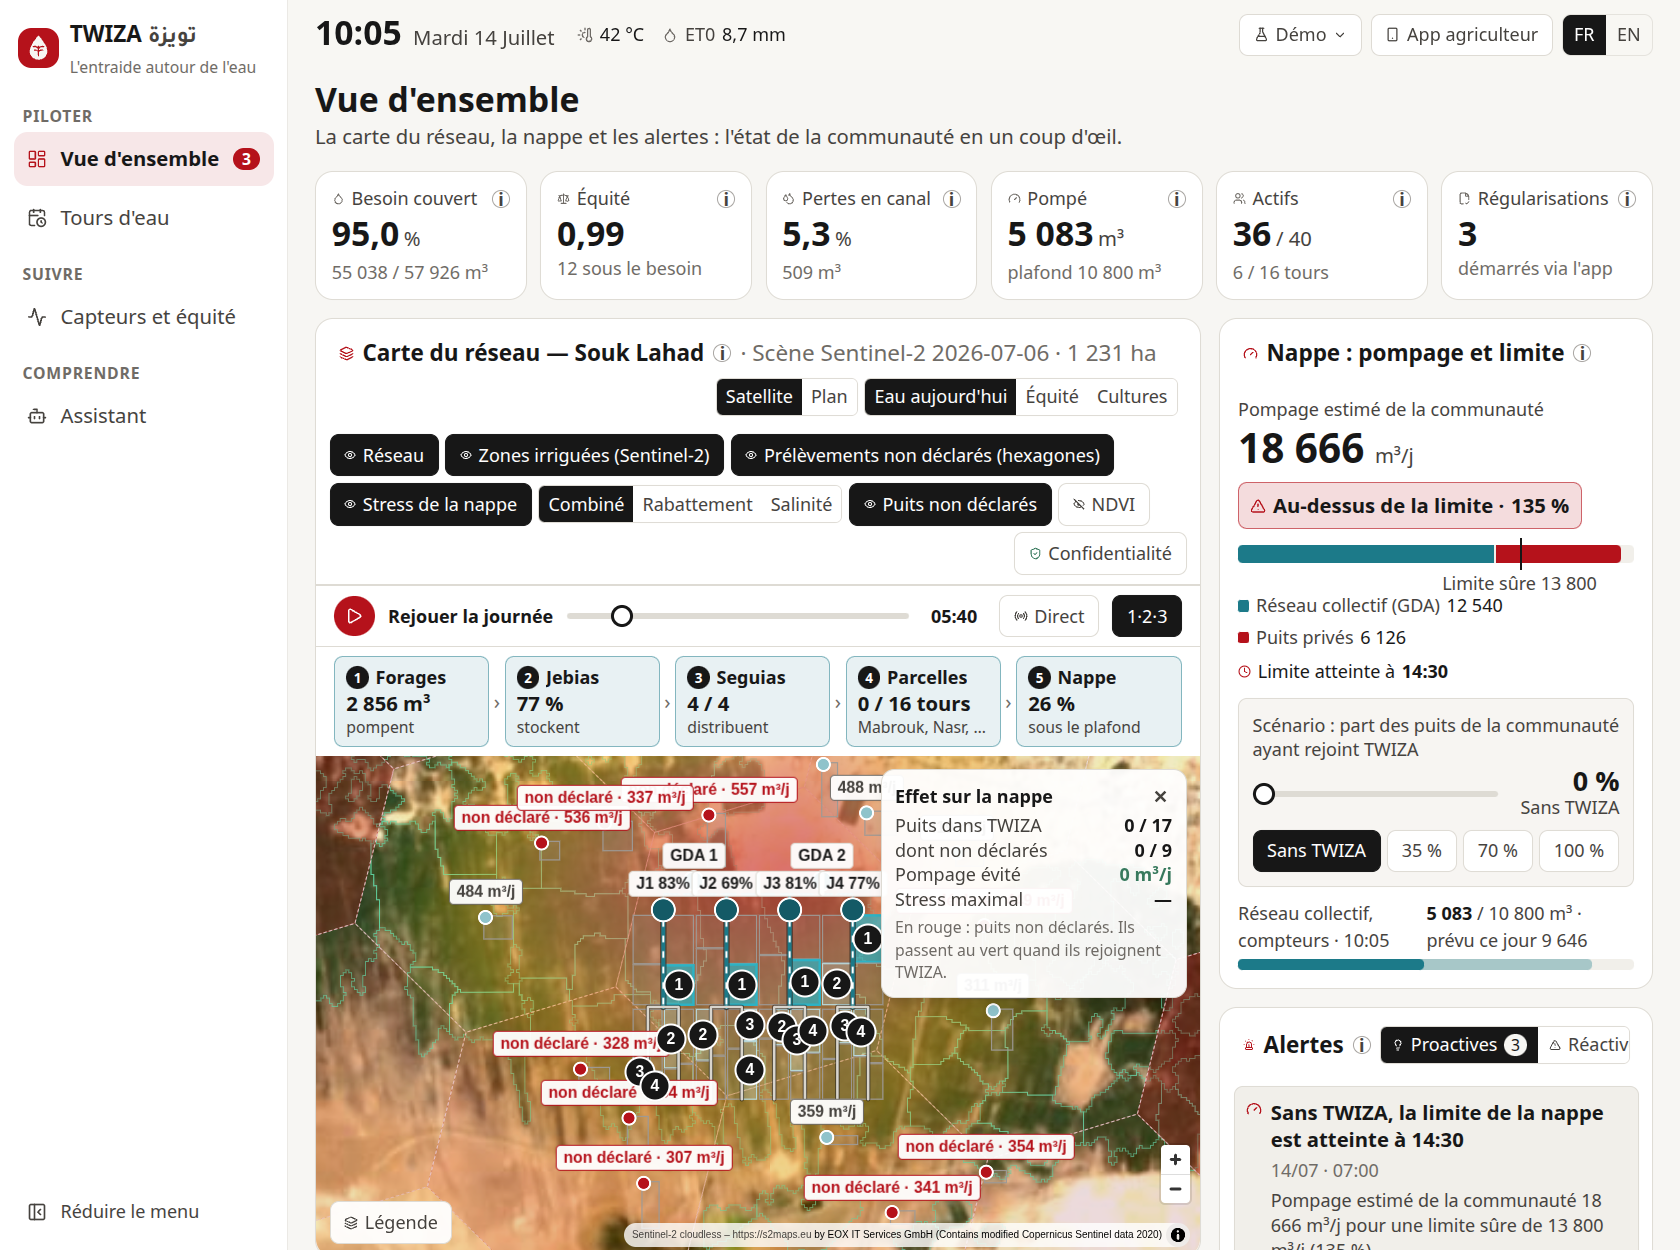 TWIZA تويزة
L'entraide autour de l'eau
PILOTER
Vue d'ensemble 3
Tours d'eau
SUIVRE
Capteurs et équité
COMPRENDRE
Assistant
Réduire le menu
10:05 Mardi 14 Juillet 42 °C ET0 8,7 mm
Démo App agriculteur FR EN
Vue d'ensemble
La carte du réseau, la nappe et les alertes : l'état de la communauté en un coup d'œil.
Besoin couvert
95,0 %
55 038 / 57 926 m³
Équité
0,99
12 sous le besoin
Pertes en canal
5,3 %
509 m³
Pompé
5 083 m³
plafond 10 800 m³
Actifs
36 / 40
6 / 16 tours
Régularisations
3
démarrés via l'app
Carte du réseau — Souk Lahad · Scène Sentinel-2 2026-07-06 · 1 231 ha
Satellite Plan Eau aujourd'hui Équité Cultures
Réseau Zones irriguées (Sentinel-2) Prélèvements non déclarés (hexagones)
Stress de la nappe Combiné Rabattement Salinité Puits non déclarés NDVI
Confidentialité
Rejouer la journée 05:40 Direct 1·2·3
1 Forages
2 856 m³
pompent
2 Jebias
77 %
stockent
3 Seguias
4 / 4
distribuent
4 Parcelles
0 / 16 tours
Mabrouk, Nasr, ...
5 Nappe
26 %
sous le plafond
non déclaré · 337 m³/j
557 m³/j
non déclaré · 536 m³/j
488
GDA 1 GDA 2
J1 83% J2 69% J3 81% J4 77%
484 m³/j
1
1 1 1 2
2 2 3 2 3 4 3 4
non déclaré · 328
3 4 4
non déclaré 4 m³/j
359 m³/j
311 m³/j
non déclaré · 354 m³/j
non déclaré · 307 m³/j
non déclaré · 341 m³/j
Effet sur la nappe
Puits dans TWIZA 0 / 17
dont non déclarés 0 / 9
Pompage évité 0 m³/j
Stress maximal —
En rouge : puits non déclarés. Ils
passent au vert quand ils rejoignent
TWIZA.
+
−
Légende
Sentinel-2 cloudless – https://s2maps.eu by EOX IT Services GmbH (Contains modified Copernicus Sentinel data 2020)
Nappe : pompage et limite
Pompage estimé de la communauté
18 666 m³/j
Au-dessus de la limite · 135 %
Limite sûre 13 800
Réseau collectif (GDA) 12 540
Puits privés 6 126
Limite atteinte à 14:30
Scénario : part des puits de la communauté
ayant rejoint TWIZA
0 %
Sans TWIZA
Sans TWIZA 35 % 70 % 100 %
Réseau collectif,
compteurs · 10:05
5 083 / 10 800 m³ ·
prévu ce jour 9 646
Alertes Proactives 3 Réactiv
Sans TWIZA, la limite de la nappe
est atteinte à 14:30
14/07 · 07:00
Pompage estimé de la communauté 18
666 m³/j pour une limite sûre de 13 800
m³/j (135 %)